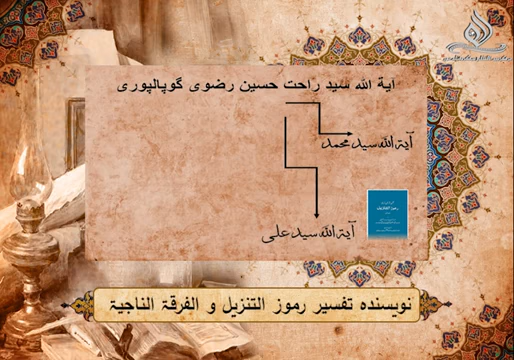 آیة الله سید راحت حسین رضوی گوپالپوری
آیة الله سید محمد
آیة الله سید علی
نویسنده تفسیر رموز التنزیل و الفرقة الناجیة